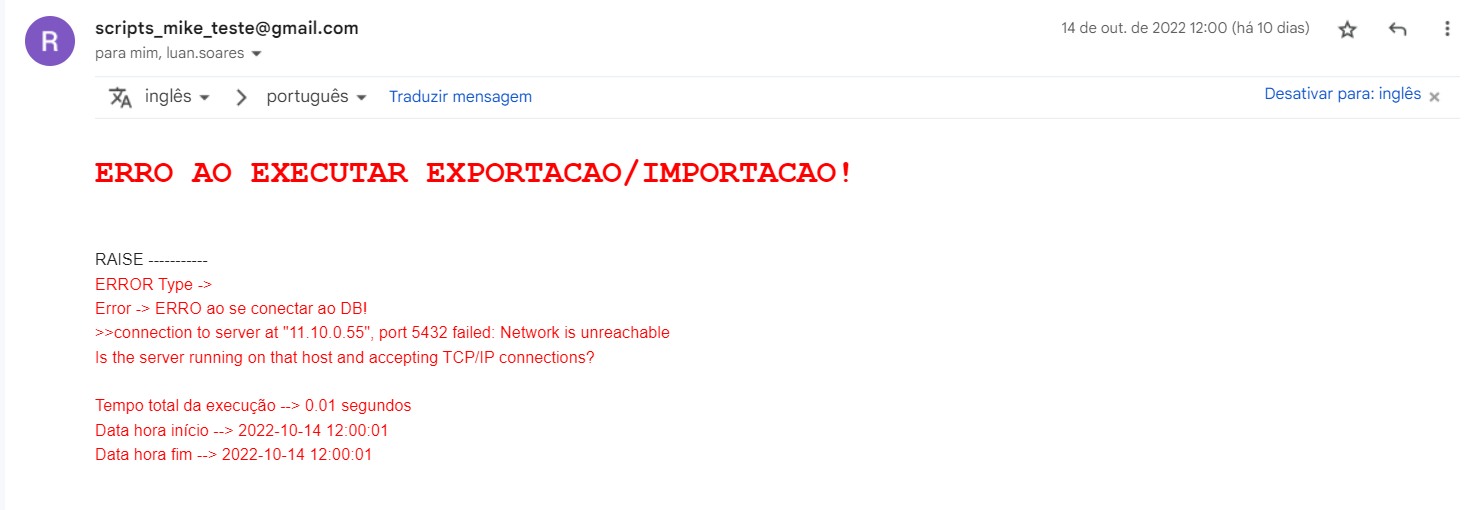 R
scripts_mike_teste@gmail.com
14 de out. de 2022 12:00 (há 10 dias)
para mim, luan.soares
inglês
português
Traduzir mensagem
Desativar para: inglês
ERRO AO EXECUTAR EXPORTACAO/IMPORTACAO!
RAISE -----------
ERROR Type ->
Error -> ERRO ao se conectar ao DB!
>>connection to server at "11.10.0.55", port 5432 failed: Network is unreachable
Is the server running on that host and accepting TCP/IP connections?
Tempo total da execução --> 0.01 segundos
Data hora início --> 2022-10-14 12:00:01
Data hora fim --> 2022-10-14 12:00:01